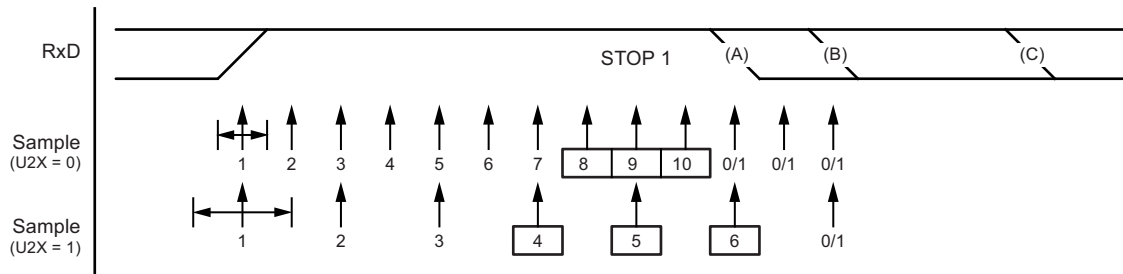 RxD STOP 1 (A) (B) (C)
Sample
(U2X = 0)
1 2 3 4 5 6 7 8 9 10 0/1 0/1 0/1
Sample
(U2X = 1)
1 2 3 4 5 6 0/1